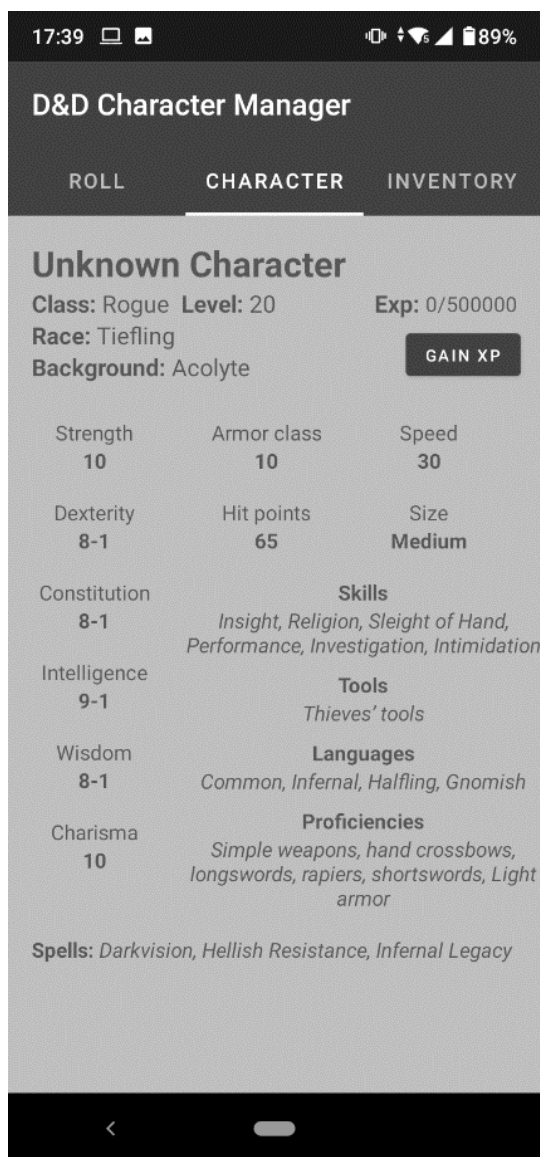 17:39 89%
D&D Character Manager
ROLL CHARACTER INVENTORY
Unknown Character
Class: Rogue Level: 20 Exp: 0/500000
Race: Tiefling
GAIN XP
Background: Acolyte
Strength Armor class Speed
10 10 30
Dexterity Hit points Size
8-1 65 Medium
Constitution
8-1
Intelligence
9-1
Wisdom
8-1
Charisma
10
Skills
Insight, Religion, Sleight of Hand,
Performance, Investigation, Intimidation
Tools
Thieves’ tools
Languages
Common, Infernal, Halfling, Gnomish
Proficiencies
Simple weapons, hand crossbows,
longswords, rapiers, shortswords, Light
armor
Spells: Darkvision, Hellish Resistance, Infernal Legacy